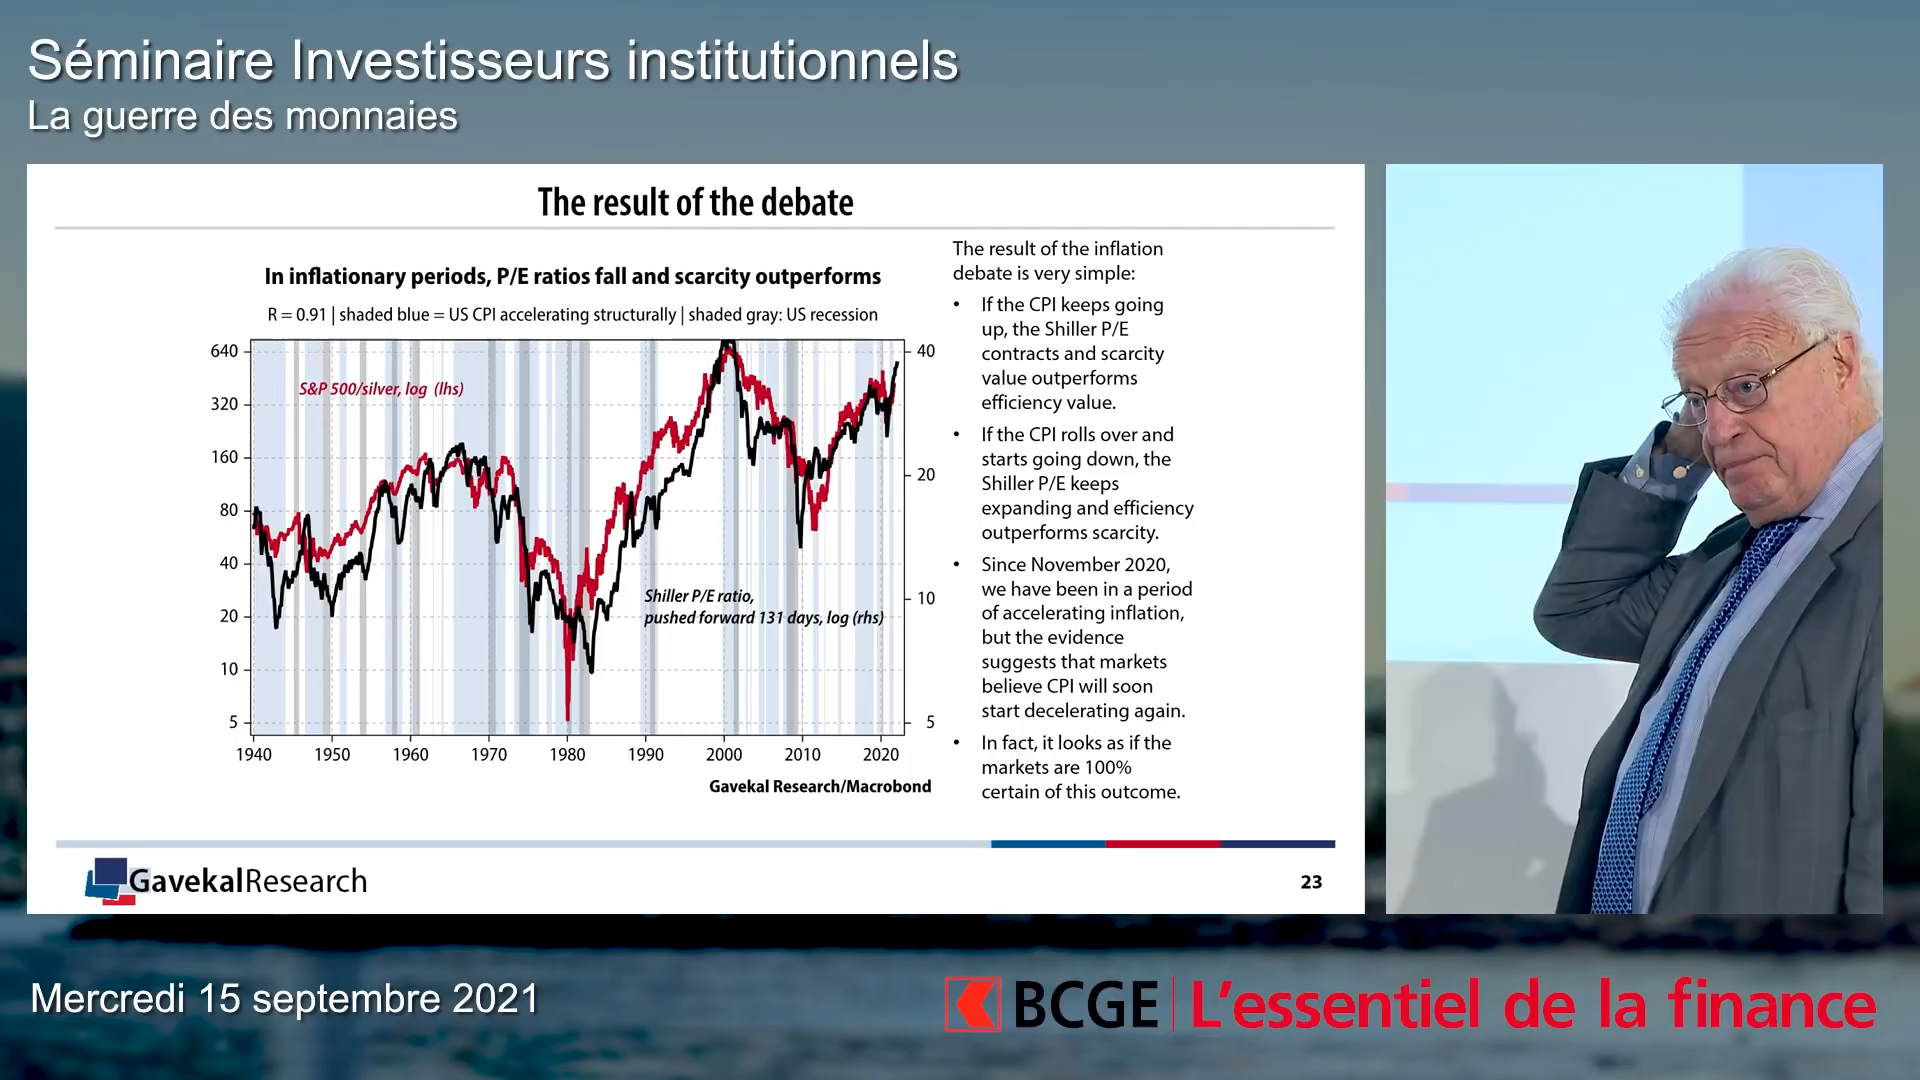 Séminaire Investisseurs institutionnels
La guerre des monnaies
The result of the debate
In inflationary periods, P/E ratios fall and scarcity outperforms
R = 0.91 | shaded blue = US CPI accelerating structurally | shaded gray: US recession
640
320
160
80
40
20
10
5
S&P 500/silver, log (lhs)
Shiller P/E ratio,
pushed forward 131 days, log (rhs)
40
20
10
5
1940 1950 1960 1970 1980 1990 2000 2010 2020
Gavekal Research/Macrobond
The result of the inflation
debate is very simple:
• If the CPI keeps going
up, the Shiller P/E
contracts and scarcity
value outperforms
efficiency value.
• If the CPI rolls over and
starts going down, the
Shiller P/E keeps
expanding and efficiency
outperforms scarcity.
• Since November 2020,
we have been in a period
of accelerating inflation,
but the evidence
suggests that markets
believe CPI will soon
start decelerating again.
• In fact, it looks as if the
markets are 100%
certain of this outcome.
GavekalResearch
23
Mercredi 15 septembre 2021
BCGE L'essentiel de la finance